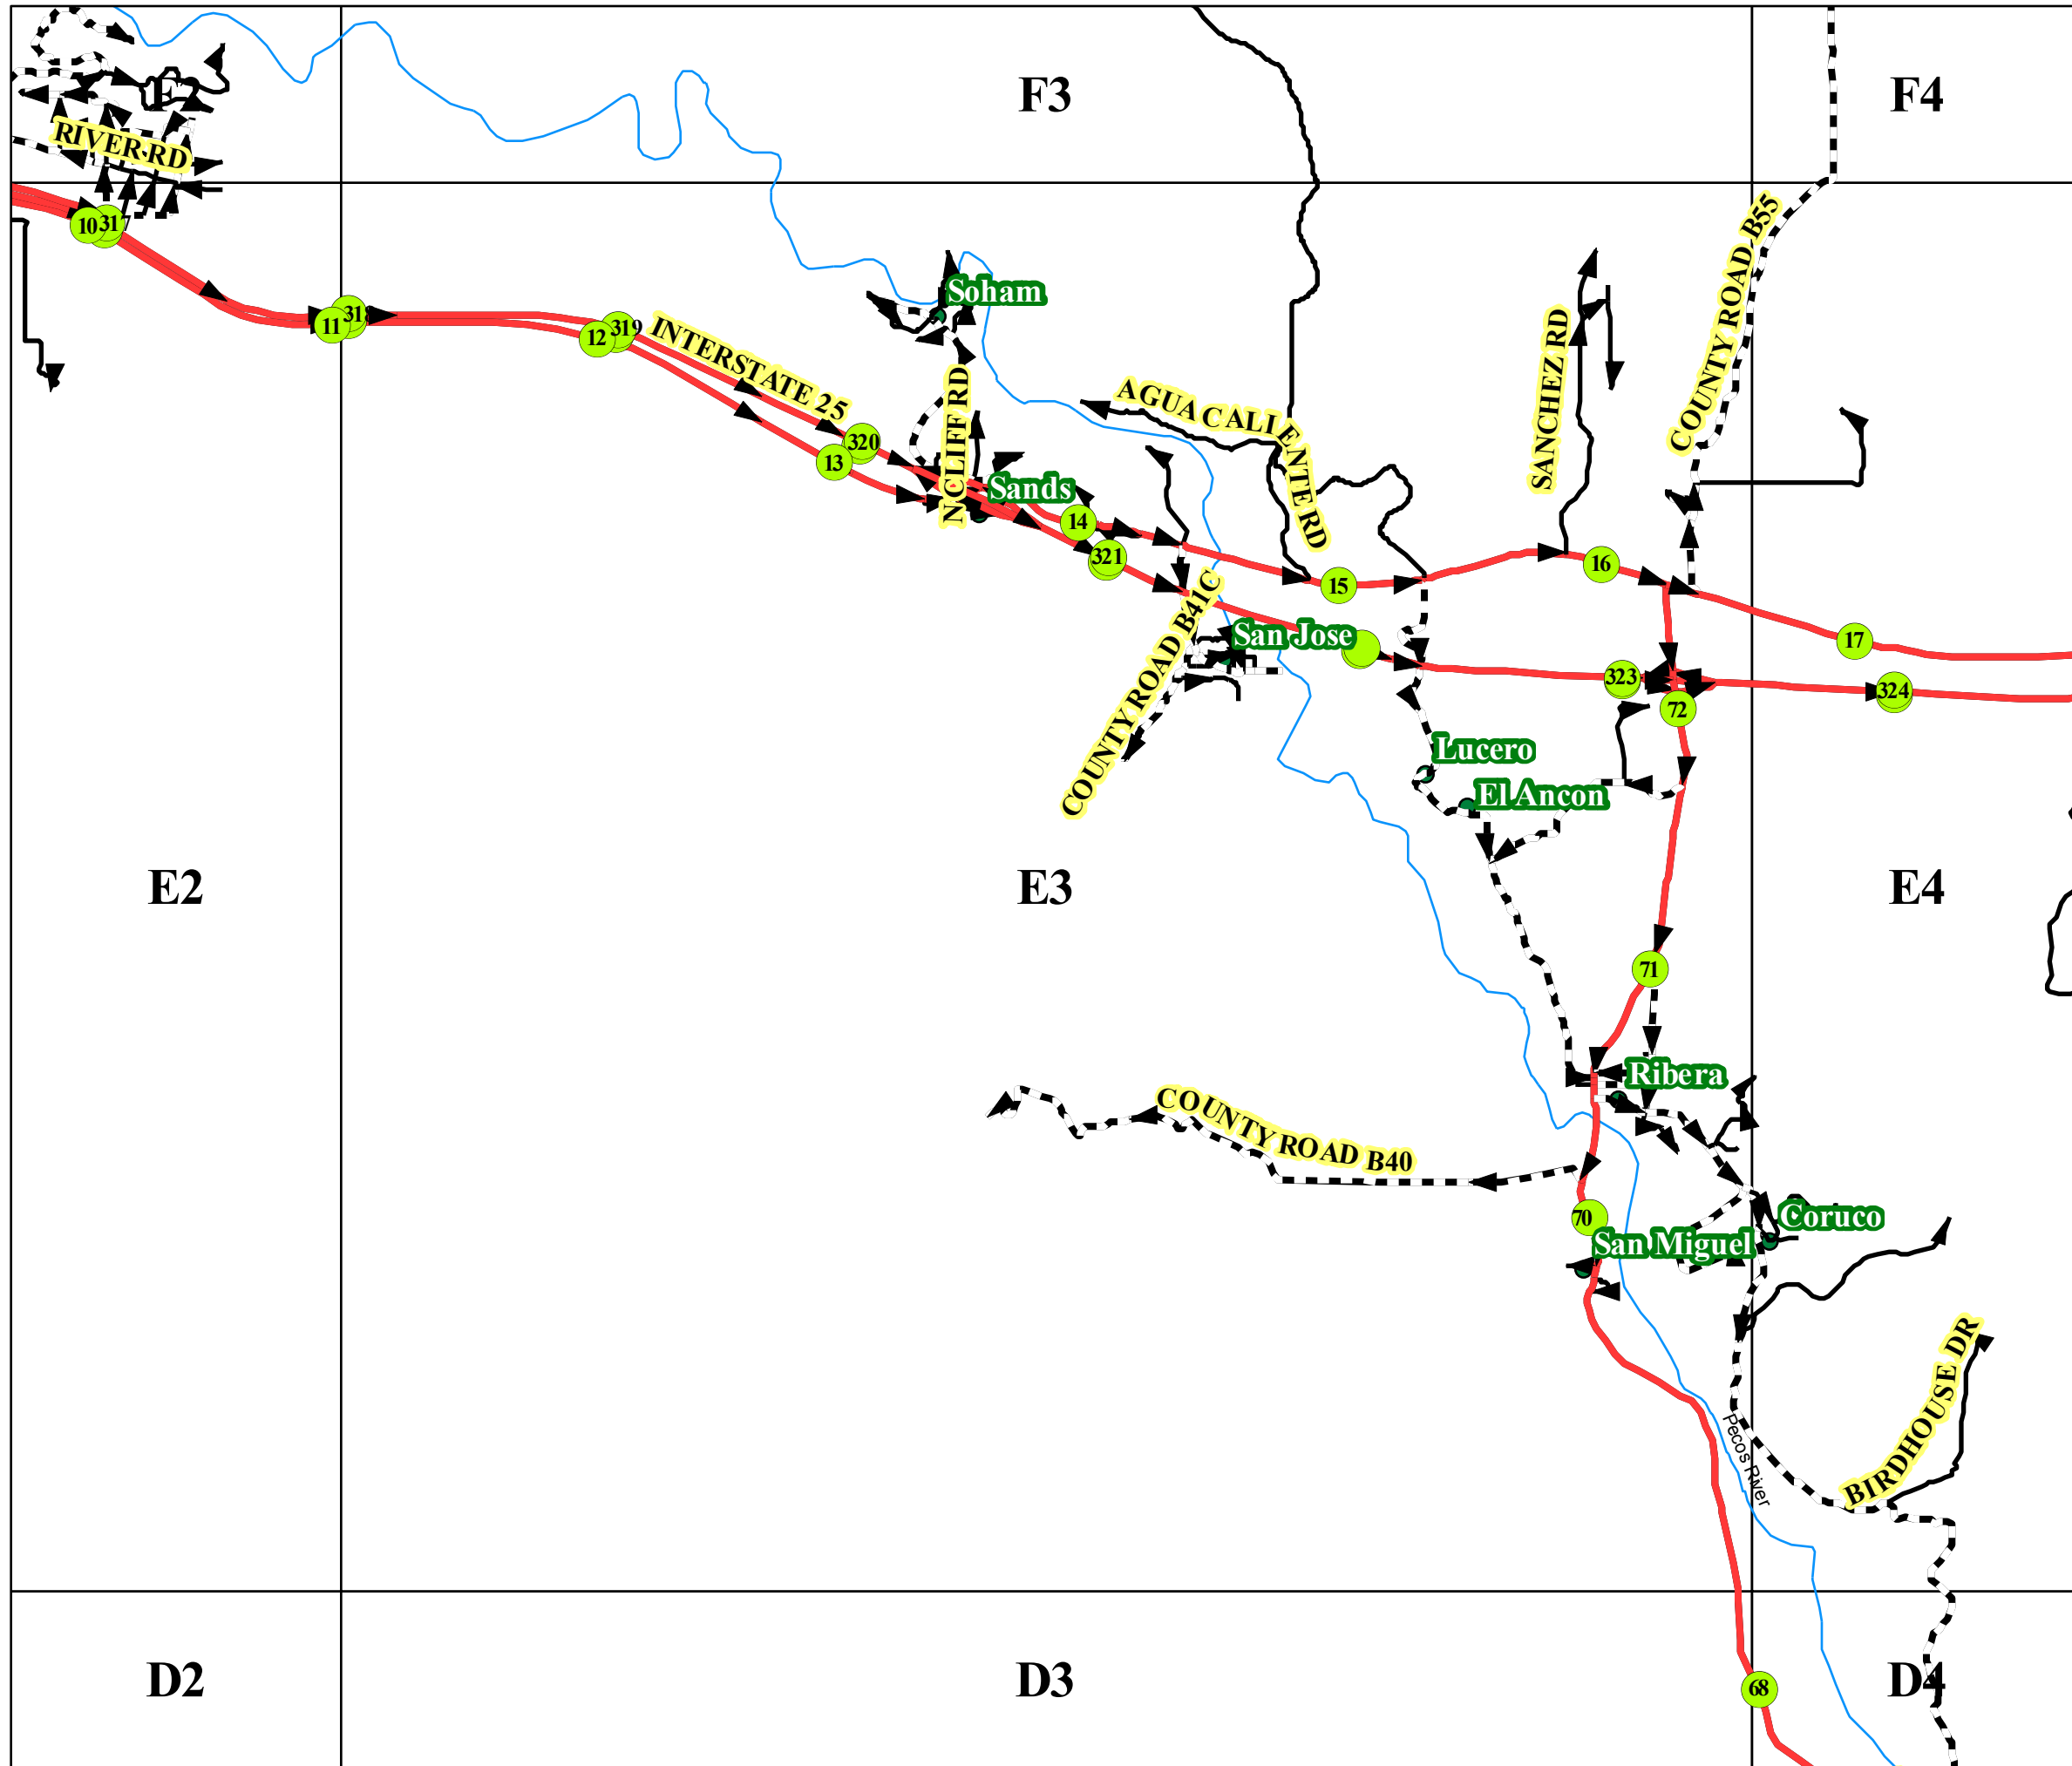 F3
F4
RIVER RD
10
317
11
12
319
INTERSTATE 25
Soham
13
320
N CLIFF RD
Sands
14
321
AGUA CALIENTE RD
SANCHEZ RD
COUNTY ROAD B55
15
16
17
COUNTY ROAD B41C
San Jose
323
324
72
Lucero
El Ancon
E2
E3
E4
71
Ribera
COUNTY ROAD B40
70
Coruco
San Miguel
BIRDHOUSE DR
Pecos River
D2
D3
D4
68